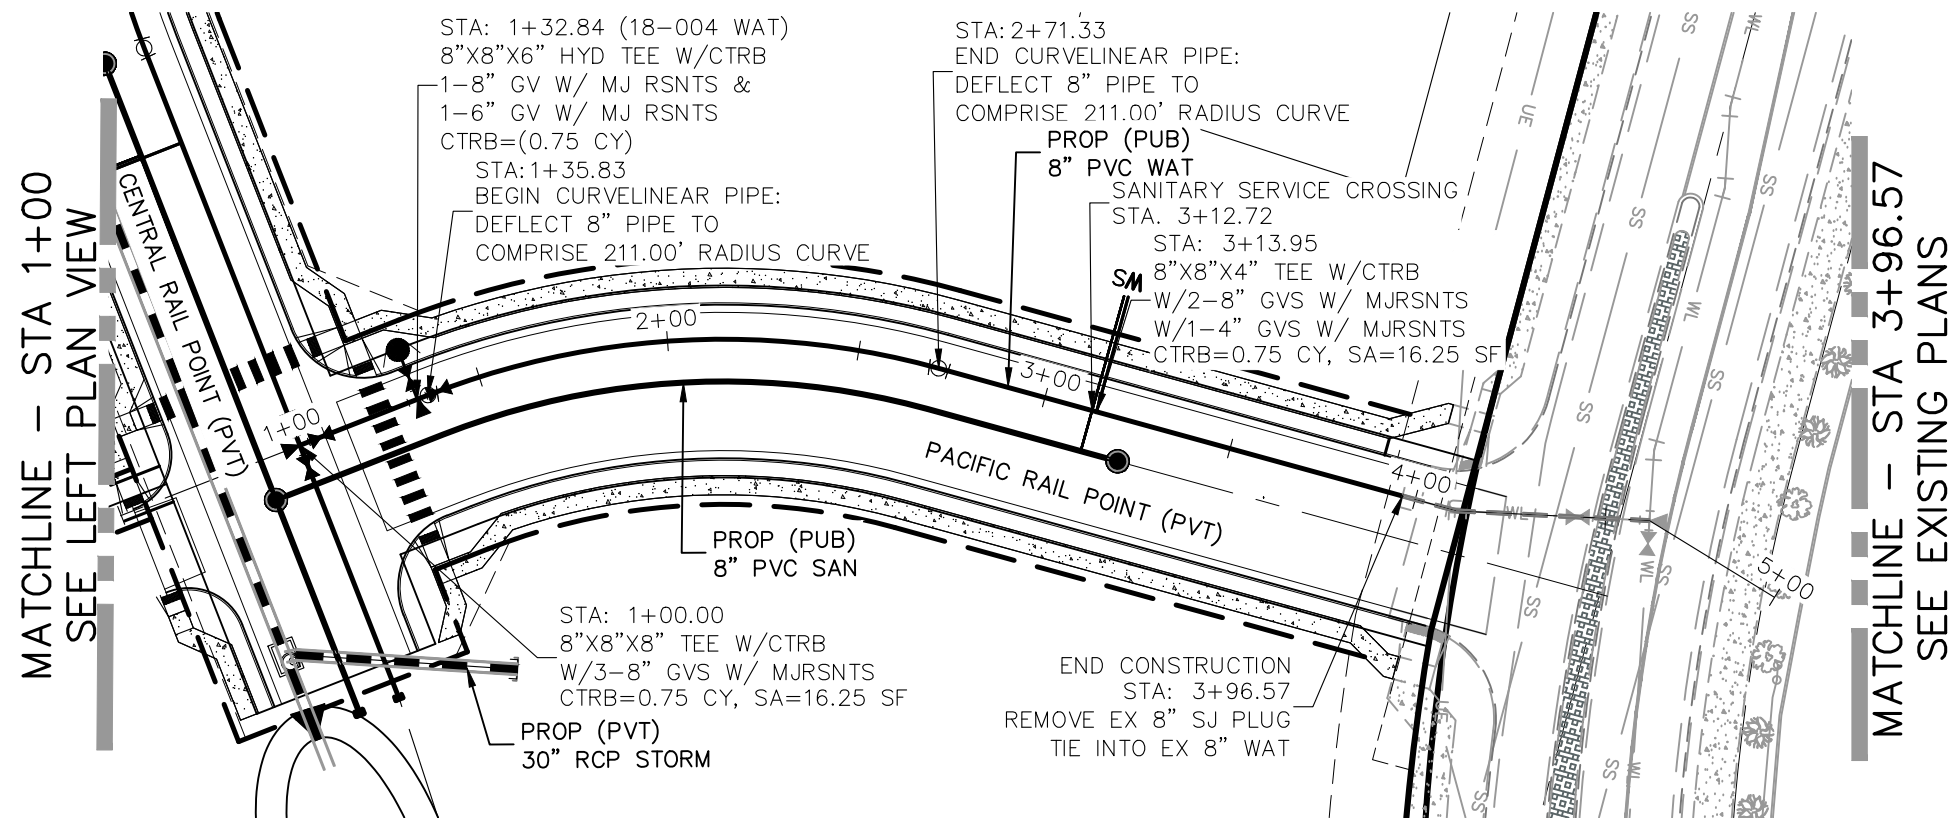 MATCHLINE – STA 1+00
SEE LEFT PLAN VIEW
STA: 1+32.84 (18-004 WAT)
8"X8"X6" HYD TEE W/CTRB
1-8" GV W/ MJ RSNTS &
1-6" GV W/ MJ RSNTS
CTRB=(0.75 CY)
STA:1+35.83
BEGIN CURVELINEAR PIPE:
DEFLECT 8" PIPE TO
COMPRISE 211.00' RADIUS CURVE
STA:2+71.33
END CURVELINEAR PIPE:
DEFLECT 8" PIPE TO
COMPRISE 211.00' RADIUS CURVE
PROP (PUB)
8" PVC WAT
SANITARY SERVICE CROSSING
STA. 3+12.72
STA: 3+13.95
8"X8"X4" TEE W/CTRB
W/2-8" GVS W/ MJRSNTS
W/1-4" GVS W/ MJRSNTS
CTRB=0.75 CY, SA=16.25 SF
SM
CENTRAL RAIL POINT (PVT)
1+00
2+00
3+00
4+00
5+00
PACIFIC RAIL POINT (PVT)
PROP (PUB)
8" PVC SAN
STA: 1+00.00
8"X8"X8" TEE W/CTRB
W/3-8" GVS W/ MJRSNTS
CTRB=0.75 CY, SA=16.25 SF
PROP (PVT)
30" RCP STORM
END CONSTRUCTION
STA: 3+96.57
REMOVE EX 8" SJ PLUG
TIE INTO EX 8" WAT
UE
SS
WL
SS
SS
WL
SS
SS
WL
WL
SS
SS
UE
SS
WL
SS
MATCHLINE – STA 3+96.57
SEE EXISTING PLANS